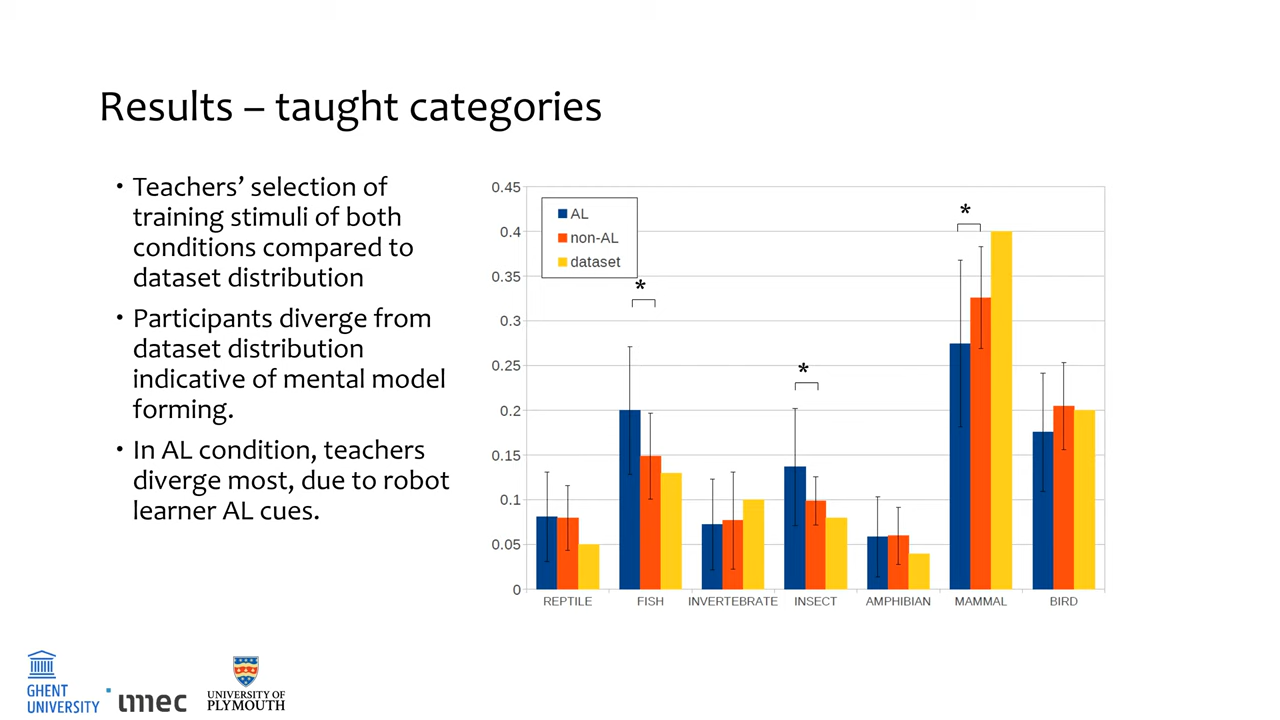 Results – taught categories
• Teachers’ selection of
training stimuli of both
conditions compared to
dataset distribution
• Participants diverge from
dataset distribution
indicative of mental model
forming.
• In AL condition, teachers
diverge most, due to robot
learner AL cues.
0.45
0.4
0.35
0.3
0.25
0.2
0.15
0.1
0.05
0
AL
non-AL
dataset
*
*
*
REPTILE FISH INVERTEBRATE INSECT AMPHIBIAN MAMMAL BIRD
GHENT
UNIVERSITY
imec
UNIVERSITY OF
PLYMOUTH